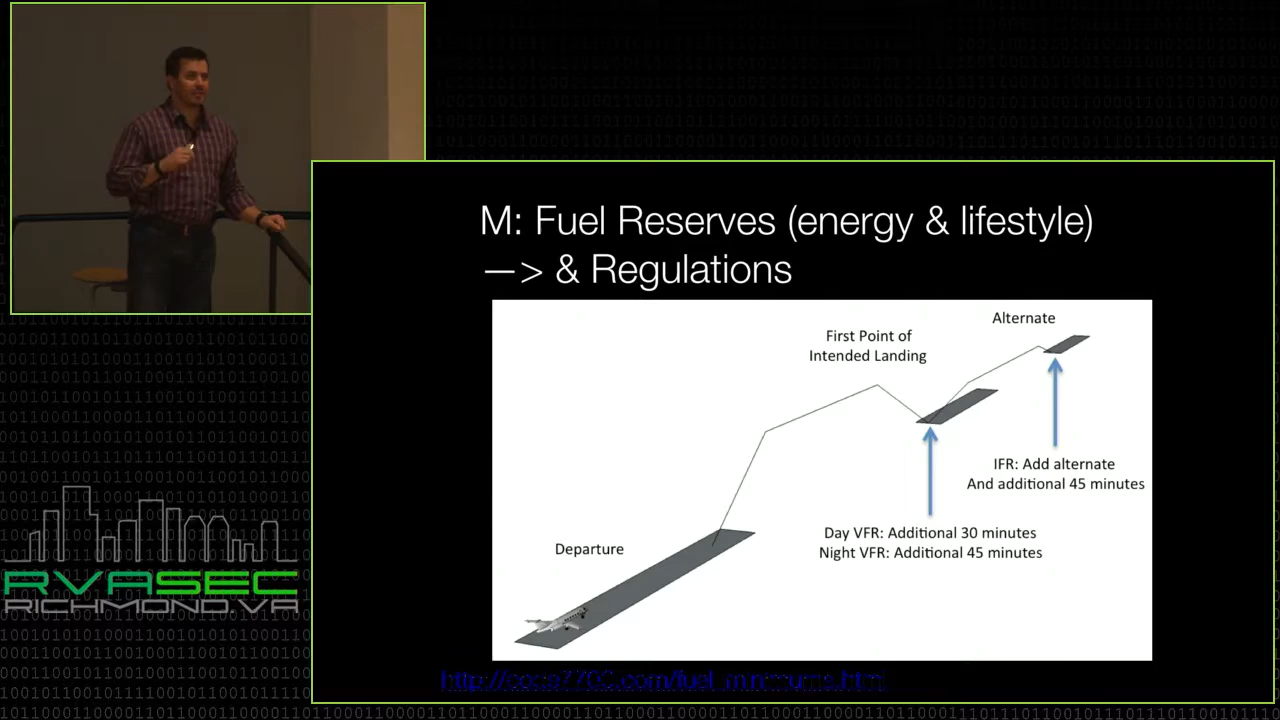 M: Fuel Reserves (energy & lifestyle)
—> & Regulations
Alternate
First Point of
Intended Landing
IFR: Add alternate
And additional 45 minutes
Day VFR: Additional 30 minutes
Night VFR: Additional 45 minutes
Departure
RVASEC
RICHMOND.VA
http://code7700.com/fuel_minimums.htm